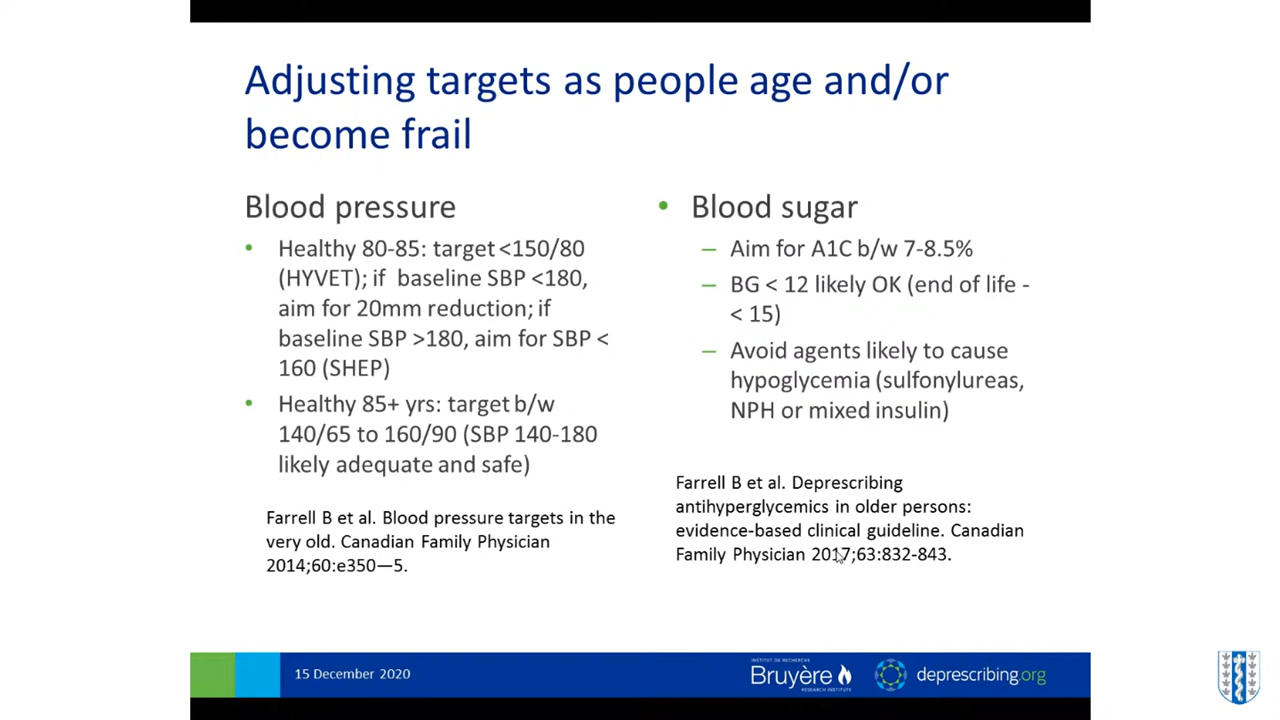 Adjusting targets as people age and/or
become frail
Blood pressure
• Healthy 80-85: target <150/80
(HYVET); if baseline SBP <180,
aim for 20mm reduction; if
baseline SBP >180, aim for SBP <
160 (SHEP)
• Healthy 85+ yrs: target b/w
140/65 to 160/90 (SBP 140-180
likely adequate and safe)
Farrell B et al. Blood pressure targets in the
very old. Canadian Family Physician
2014;60:e350—5.
• Blood sugar
– Aim for A1C b/w 7-8.5%
– BG < 12 likely OK (end of life -
< 15)
– Avoid agents likely to cause
hypoglycemia (sulfonylureas,
NPH or mixed insulin)
Farrell B et al. Deprescribing
antihyperglycemics in older persons:
evidence-based clinical guideline. Canadian
Family Physician 2017;63:832-843.
15 December 2020
INSTITUT DE RECHERCHE
Bruyère
RESEARCH INSTITUTE
deprescribing.org